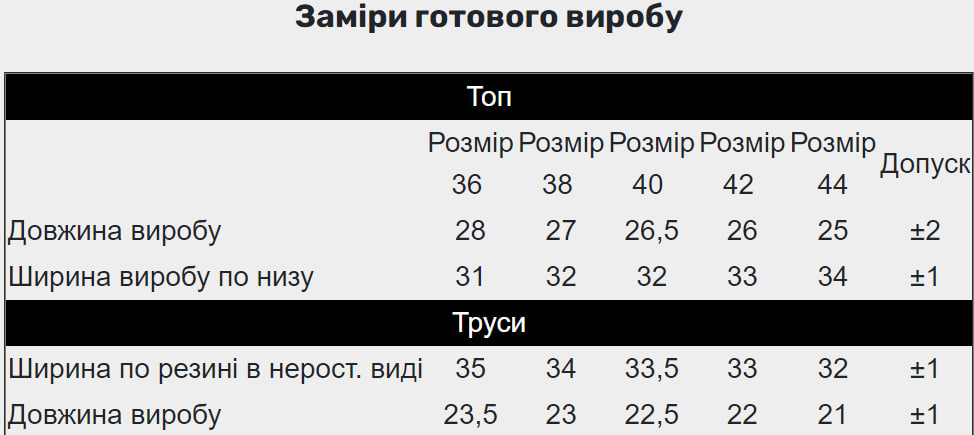 Заміри готового виробу
Топ
Розмір Розмір Розмір Розмір Розмір Допуск
36 38 40 42 44
Довжина виробу 28 27 26,5 26 25 ±2
Ширина виробу по низу 31 32 32 33 34 ±1
Труси
Ширина по резині в нерост. виді 35 34 33,5 33 32 ±1
Довжина виробу 23,5 23 22,5 22 21 ±1